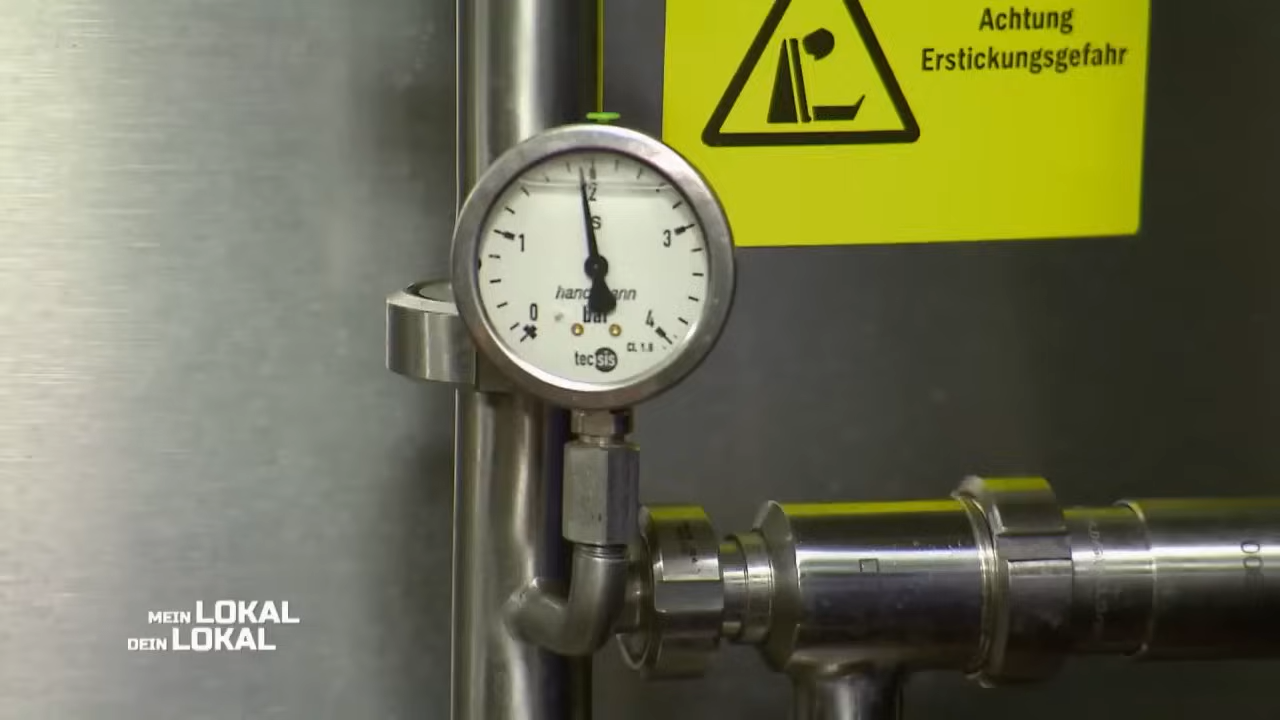 Achtung
Erstickungsgefahr
2
S
1
3
0
4
bar
CL 1.6
tecsis
MEIN LOKAL
DEIN LOKAL